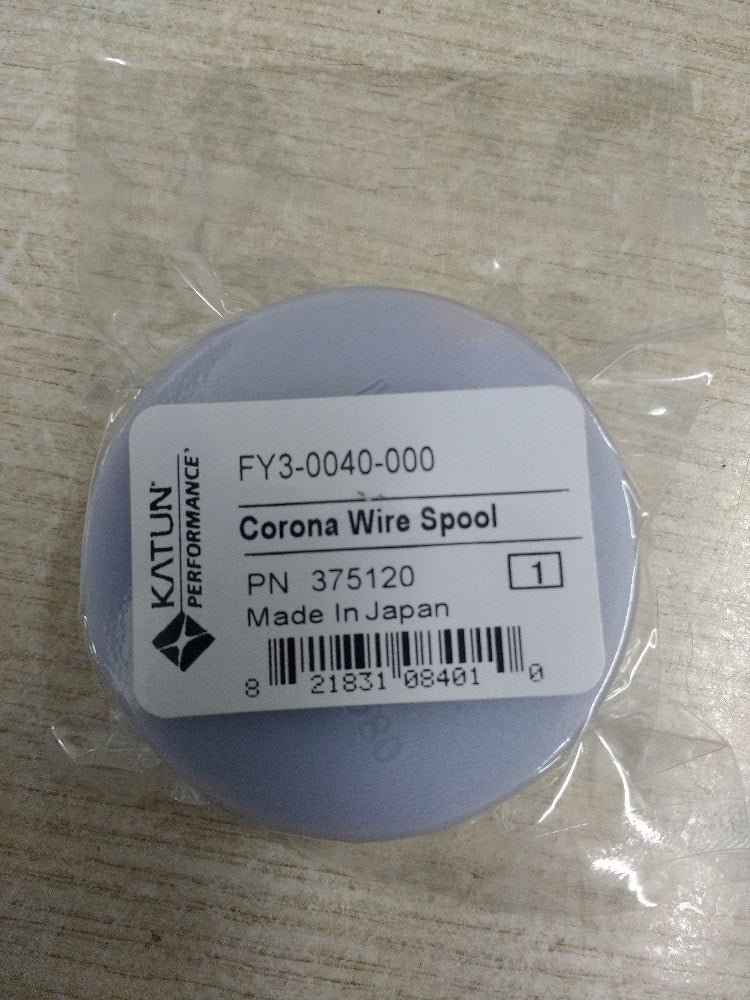 KATUN
PERFORMANCE
FY3-0040-000
Corona Wire Spool
PN 375120
1
Made In Japan
8 21831 08401 0